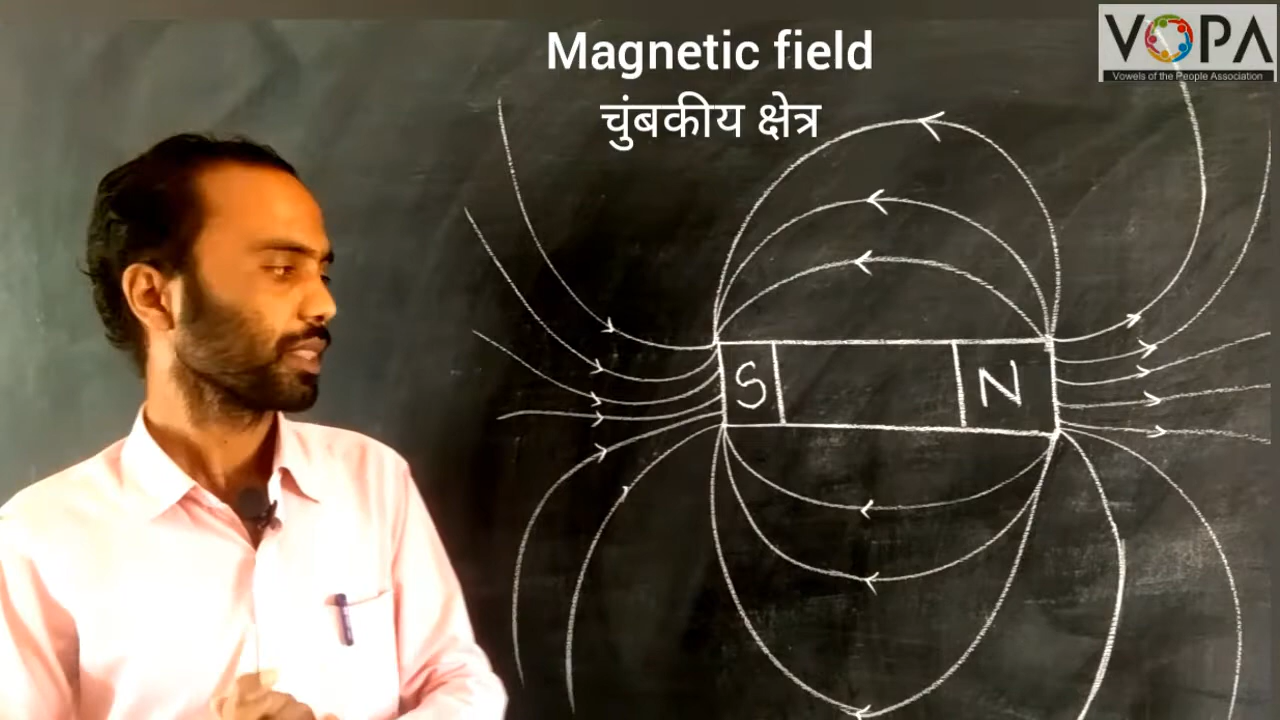 Magnetic field
चुंबकीय क्षेत्र
VOPA
Vowels of the People Association
S
N